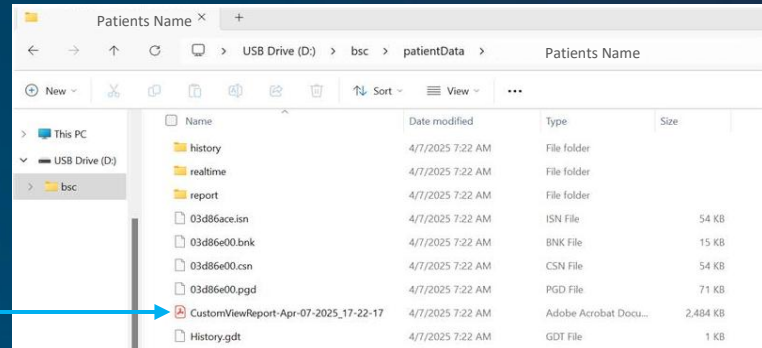 Patients Name × +
USB Drive (D:) > bsc > patientData > Patients Name
New Sort View ...
Name Date modified Type Size
This PC
USB Drive (D:)
bsc
history 4/7/2025 7:22 AM File folder
realtime 4/7/2025 7:22 AM File folder
report 4/7/2025 7:22 AM File folder
03d86ace.isn 4/7/2025 7:22 AM ISN File 54 KB
03d86e00.bnk 4/7/2025 7:22 AM BNK File 15 KB
03d86e00.csn 4/7/2025 7:22 AM CSN File 54 KB
03d86e00.pgd 4/7/2025 7:22 AM PGD File 71 KB
CustomViewReport-Apr-07-2025_17-22-17 4/7/2025 7:22 AM Adobe Acrobat Docu... 2,484 KB
History.gdt 4/7/2025 7:22 AM GDT File 1 KB